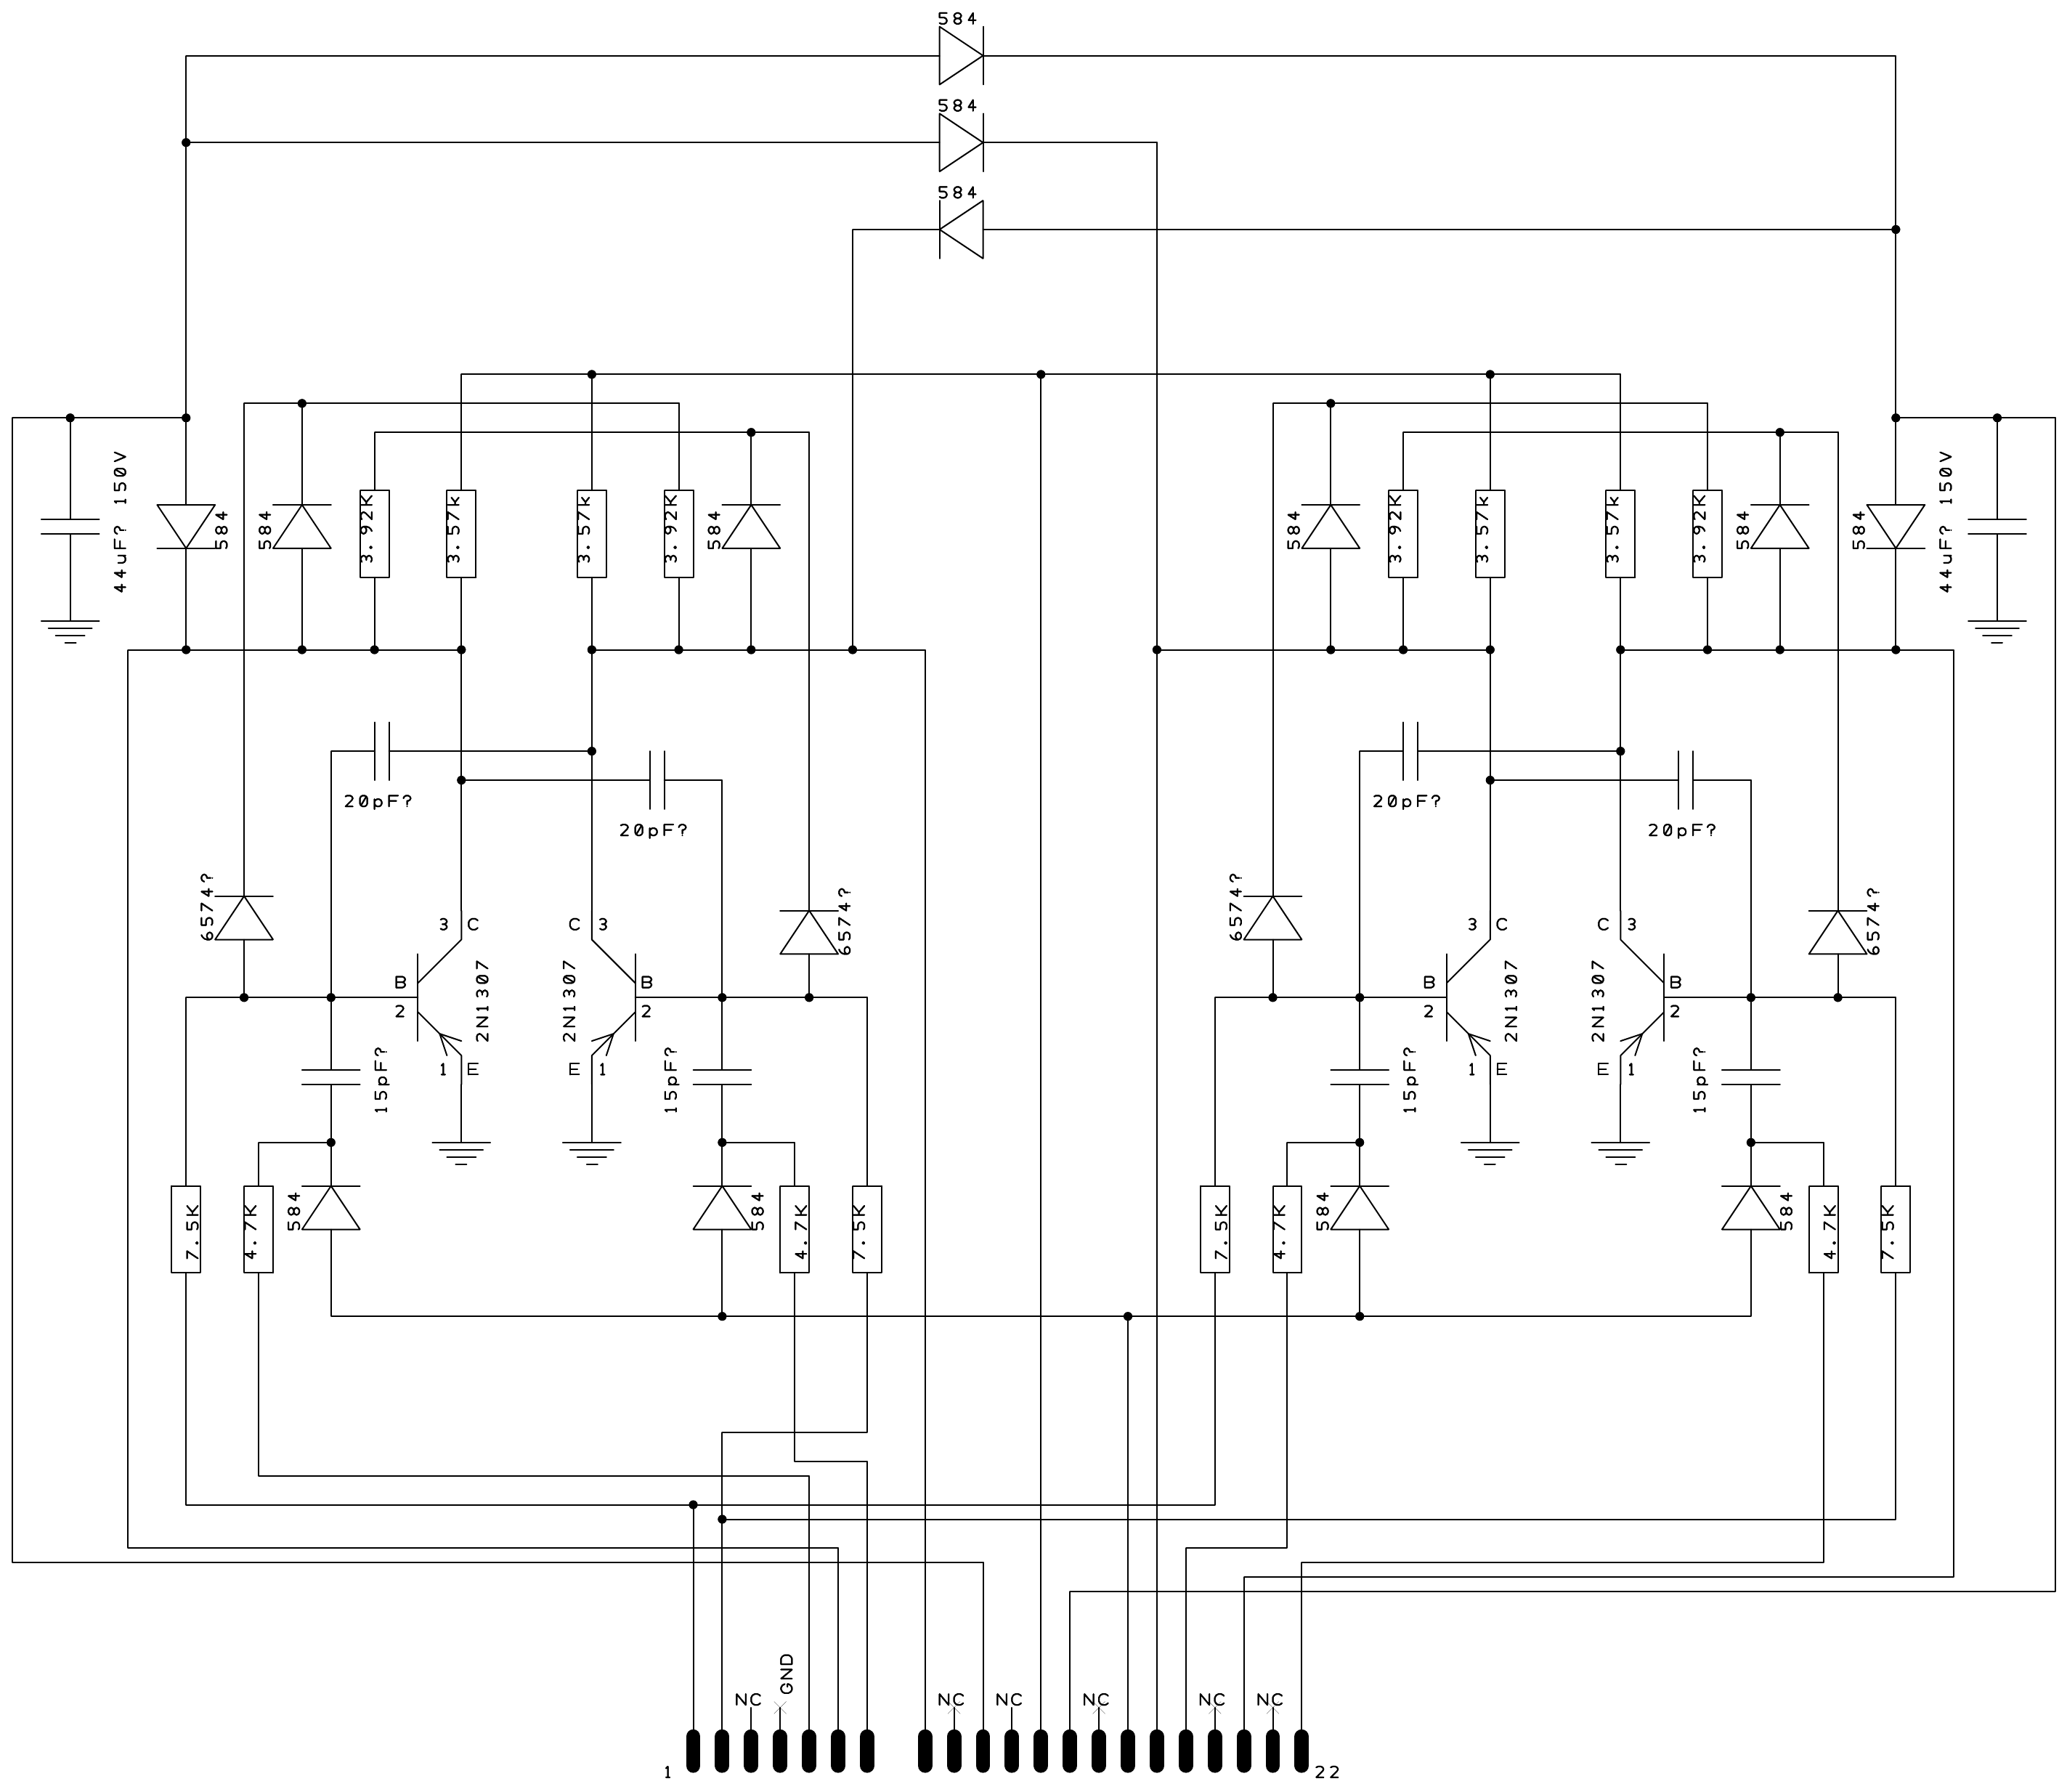 584
584
584
44uF? 150V
584
584
3.92K
3.57k
3.57k
3.92K
584
584
3.92K
3.57k
3.57k
3.92K
584
584
44uF? 150V
20pF?
20pF?
20pF?
20pF?
6574?
3 C
C 3
6574?
6574?
3 C
C 3
6574?
B
2
2N1307
2N1307
B
2
B
2
2N1307
2N1307
B
2
15pF?
1 E
E 1
15pF?
15pF?
1 E
E 1
15pF?
7.5K
4.7K
584
584
4.7K
7.5K
7.5K
4.7K
584
584
4.7K
7.5K
NC
GND
NC
NC
NC
NC
NC
1
22